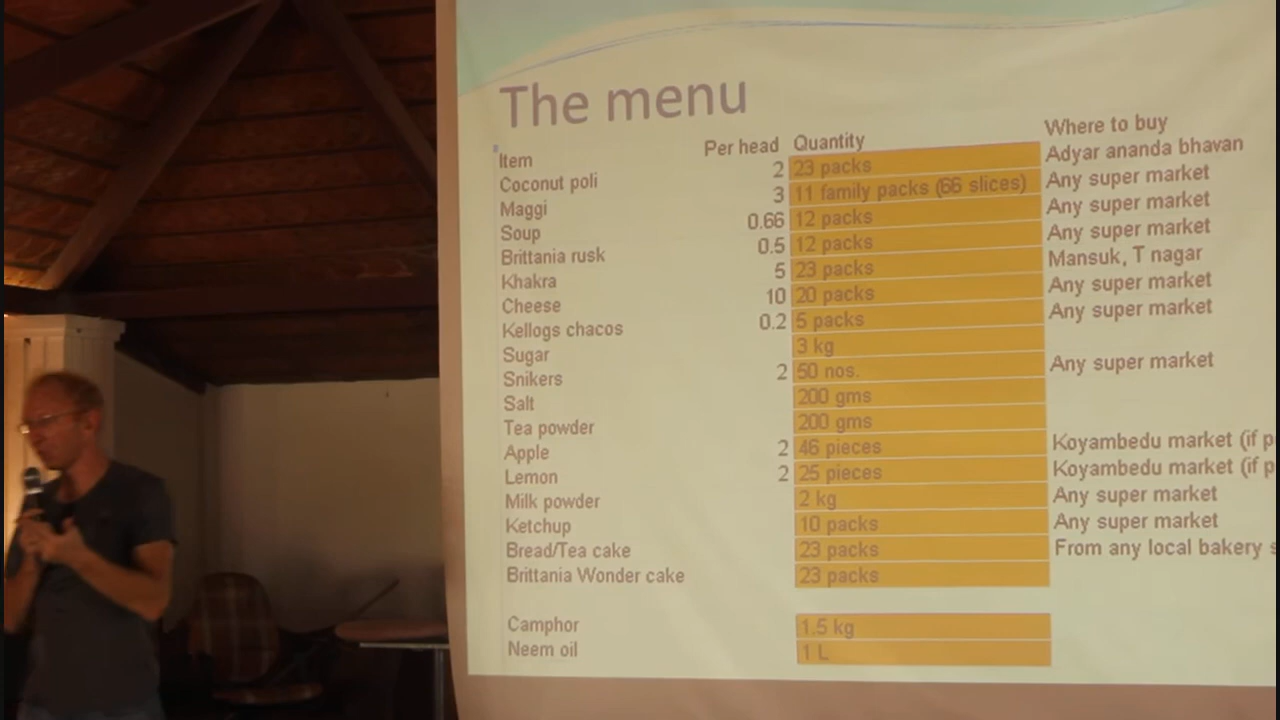 The menu
Item Per head Quantity Where to buy
Coconut poli 2 23 packs Adyar ananda bhavan
Maggi 3 11 family packs (66 slices) Any super market
Soup 0.66 12 packs Any super market
Brittania rusk 0.5 12 packs Any super market
Khakra 5 23 packs Mansuk, T nagar
Cheese 10 20 packs Any super market
Kellogs chacos 0.2 5 packs Any super market
Sugar 3 kg
Snikers 2 50 nos. Any super market
Salt 200 gms
Tea powder 200 gms
Apple 2 46 pieces Koyambedu market (if p
Lemon 2 25 pieces Koyambedu market (if p
Milk powder 2 kg Any super market
Ketchup 10 packs Any super market
Bread/Tea cake 23 packs From any local bakery s
Brittania Wonder cake 23 packs
Camphor 1.5 kg
Neem oil 1 L